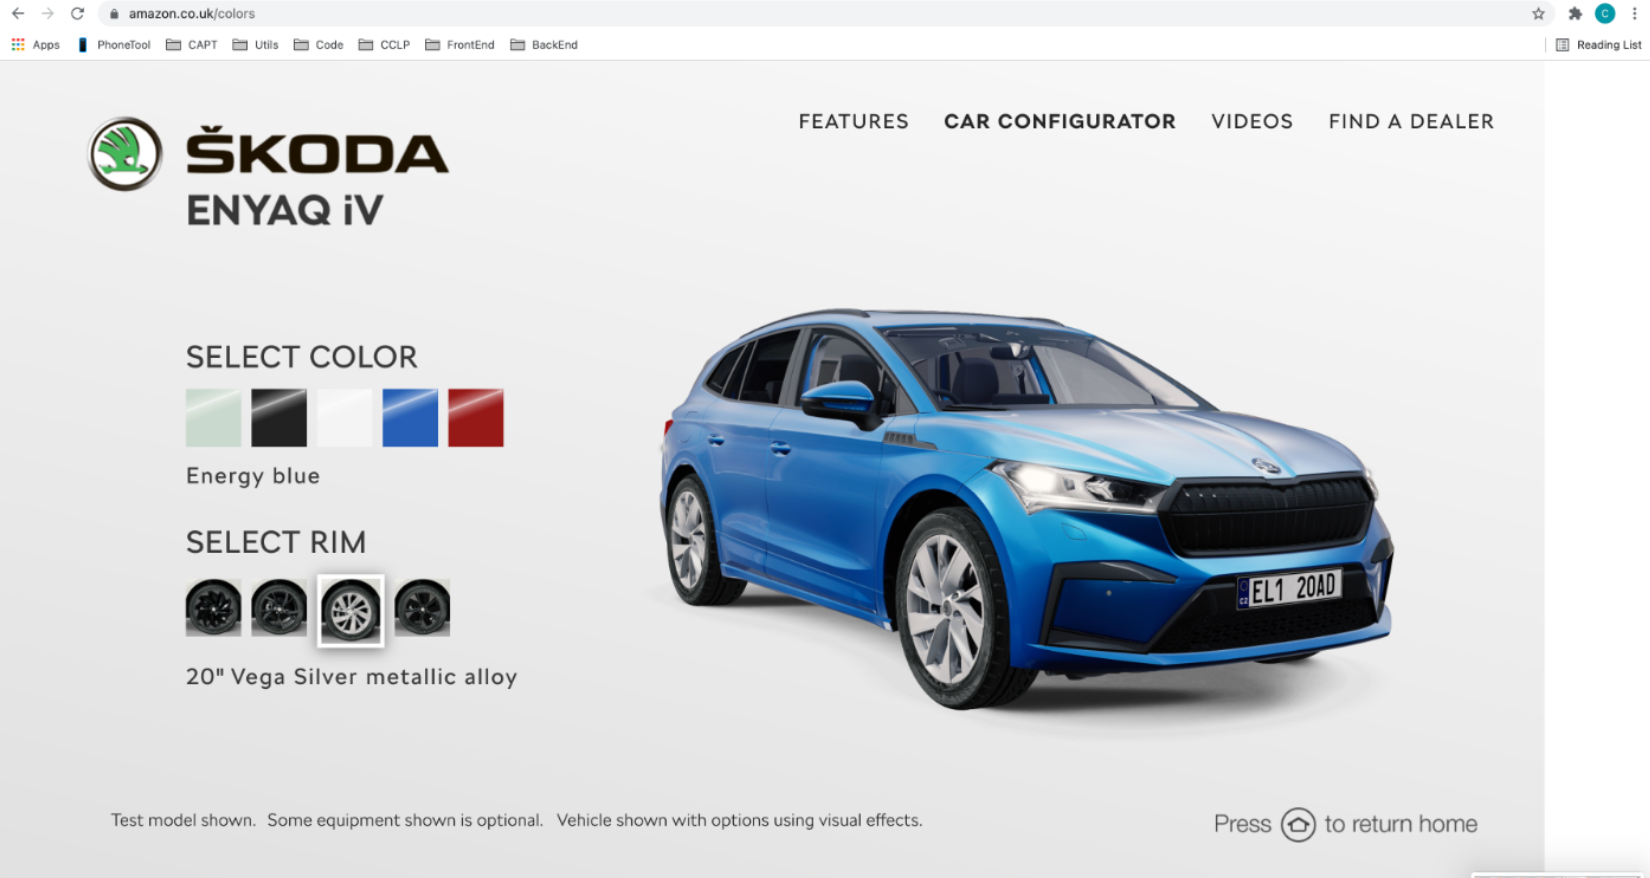 amazon.co.uk/colors
C
Apps PhoneTool CAPT Utils Code CCLP FrontEnd BackEnd Reading List
FEATURES CAR CONFIGURATOR VIDEOS FIND A DEALER
ŠKODA
ENYAQ iV
SELECT COLOR
Energy blue
SELECT RIM
20" Vega Silver metallic alloy
CZ EL1 20AD
Test model shown. Some equipment shown is optional. Vehicle shown with options using visual effects.
Press to return home